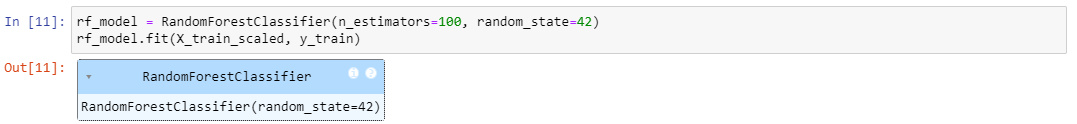 In [11]: rf_model = RandomForestClassifier(n_estimators=100, random_state=42)
rf_model.fit(X_train_scaled, y_train)
Out[11]:
RandomForestClassifier
RandomForestClassifier(random_state=42)